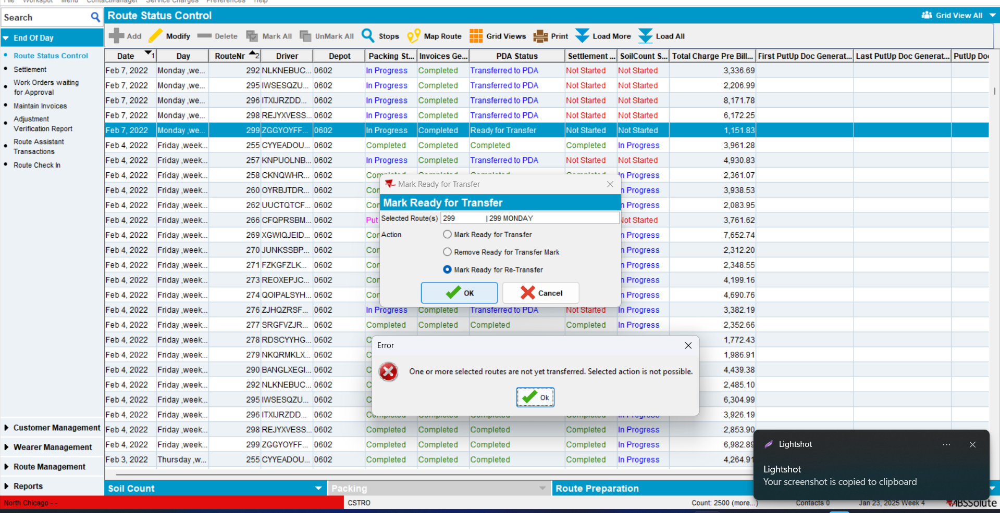 File Workspot Menu ContactManager Service Charges Preferences Help
Search
Route Status Control
Grid View All
End Of Day
Add Modify Delete Mark All UnMark All Stops Map Route Grid Views Print Load More Load All
Route Status Control
Settlement
Work Orders waiting
for Approval
Maintain Invoices
Adjustment
Verification Report
Route Assistant
Transactions
Route Check In
Customer Management
Wearer Management
Route Management
Reports
Date 1 Day RouteNr 2 Driver Depot Packing St... Invoices Ge... PDA Status Settlement ... SoilCount S... Total Charge Pre Bill... First PutUp Doc Generat... Last PutUp Doc Generat... PutUp Doc
Feb 7, 2022 Monday ,we... 292 NLKNEBUC... 0602 In Progress Completed Transferred to PDA Not Started Not Started 3,336.69
Feb 7, 2022 Monday ,we... 295 IWSESQZU... 0602 In Progress Completed Transferred to PDA Not Started Not Started 2,206.99
Feb 7, 2022 Monday ,we... 296 ITXIJRZDD... 0602 In Progress Completed Transferred to PDA Not Started Not Started 8,171.78
Feb 7, 2022 Monday ,we... 298 REJYXVESS... 0602 In Progress Completed Transferred to PDA Not Started Not Started 6,172.25
Feb 7, 2022 Monday ,we... 299 ZGGYOYFF... 0602 In Progress Completed Ready for Transfer Not Started Not Started 1,151.83
Feb 4, 2022 Friday ,week... 255 CYYEADOU... 0602 Completed Completed Completed Completed In Progress 3,961.28
Feb 4, 2022 Friday ,week... 257 KNPUOLNB... 0602 In Progress Completed Transferred to PDA Not Started Not Started 4,930.83
Feb 4, 2022 Friday ,week... 258 CKNQWHR... 0602 Completed Completed Completed Completed In Progress 2,361.07
Feb 4, 2022 Friday ,week... 260 OYRBJTDR... 0602 Con n Progress 3,938.53
Feb 4, 2022 Friday ,week... 262 UUCTQTCF... 0602 Con n Progress 2,083.95
Feb 4, 2022 Friday ,week... 266 CFQPRSBM... 0602 Put Not Started 3,761.62
Feb 4, 2022 Friday ,week... 269 XGWIQJEID... 0602 Con n Progress 7,652.74
Feb 4, 2022 Friday ,week... 270 JUNKSSBP... 0602 Con n Progress 2,312.20
Feb 4, 2022 Friday ,week... 271 FZKGFZLK... 0602 Con n Progress 2,348.55
Feb 4, 2022 Friday ,week... 273 REOXEPJC... 0602 Con n Progress 4,199.16
Feb 4, 2022 Friday ,week... 274 QOIPALSYH... 0602 Con n Progress 4,690.76
Feb 4, 2022 Friday ,week... 276 ZJHQZRSF... 0602 In Progress Completed Transferred to PDA Not Started In Progress 3,382.19
Feb 4, 2022 Friday ,week... 277 SRGFVZJR... 0602 Completed Completed Completed Completed In Progress 2,352.66
Feb 4, 2022 Friday ,week... 278 RDSCYYHG... 0602 C 1,772.43
Feb 4, 2022 Friday ,week... 279 NKQRMKLX... 0602 C 1,986.91
Feb 4, 2022 Friday ,week... 290 BANGLXEGI... 0602 C 4,439.38
Feb 4, 2022 Friday ,week... 292 NLKNEBUC... 0602 C 2,485.10
Feb 4, 2022 Friday ,week... 295 IWSESQZU... 0602 C 6,304.99
Feb 4, 2022 Friday ,week... 296 ITXIJRZDD... 0602 Completed Completed Completed Completed In Progress 3,926.19
Feb 4, 2022 Friday ,week... 298 REJYXVESS... 0602 Completed Completed Completed Completed In Progress 2,853.90
Feb 4, 2022 Friday ,week... 299 ZGGYOYFF... 0602 Completed Completed Completed Completed In Progress 6,982.89
Feb 3, 2022 Thursday ,w... 255 CYYEADOU... 0602 Completed Completed Completed Completed In Progress 4,264.91
Mark Ready for Transfer
Mark Ready for Transfer
Selected Route(s) 299 | 299 MONDAY
Action Mark Ready for Transfer
Remove Ready for Transfer Mark
Mark Ready for Re-Transfer
OK Cancel
Error
One or more selected routes are not yet transferred. Selected action is not possible.
Ok
Lightshot
Lightshot
Your screenshot is copied to clipboard
Soil Count Packing Route Preparation
North Chicago - - CSTRO Count: 2500 (more...) Contacts 0 Jan 23, 2025 Week 4 ABSSolute